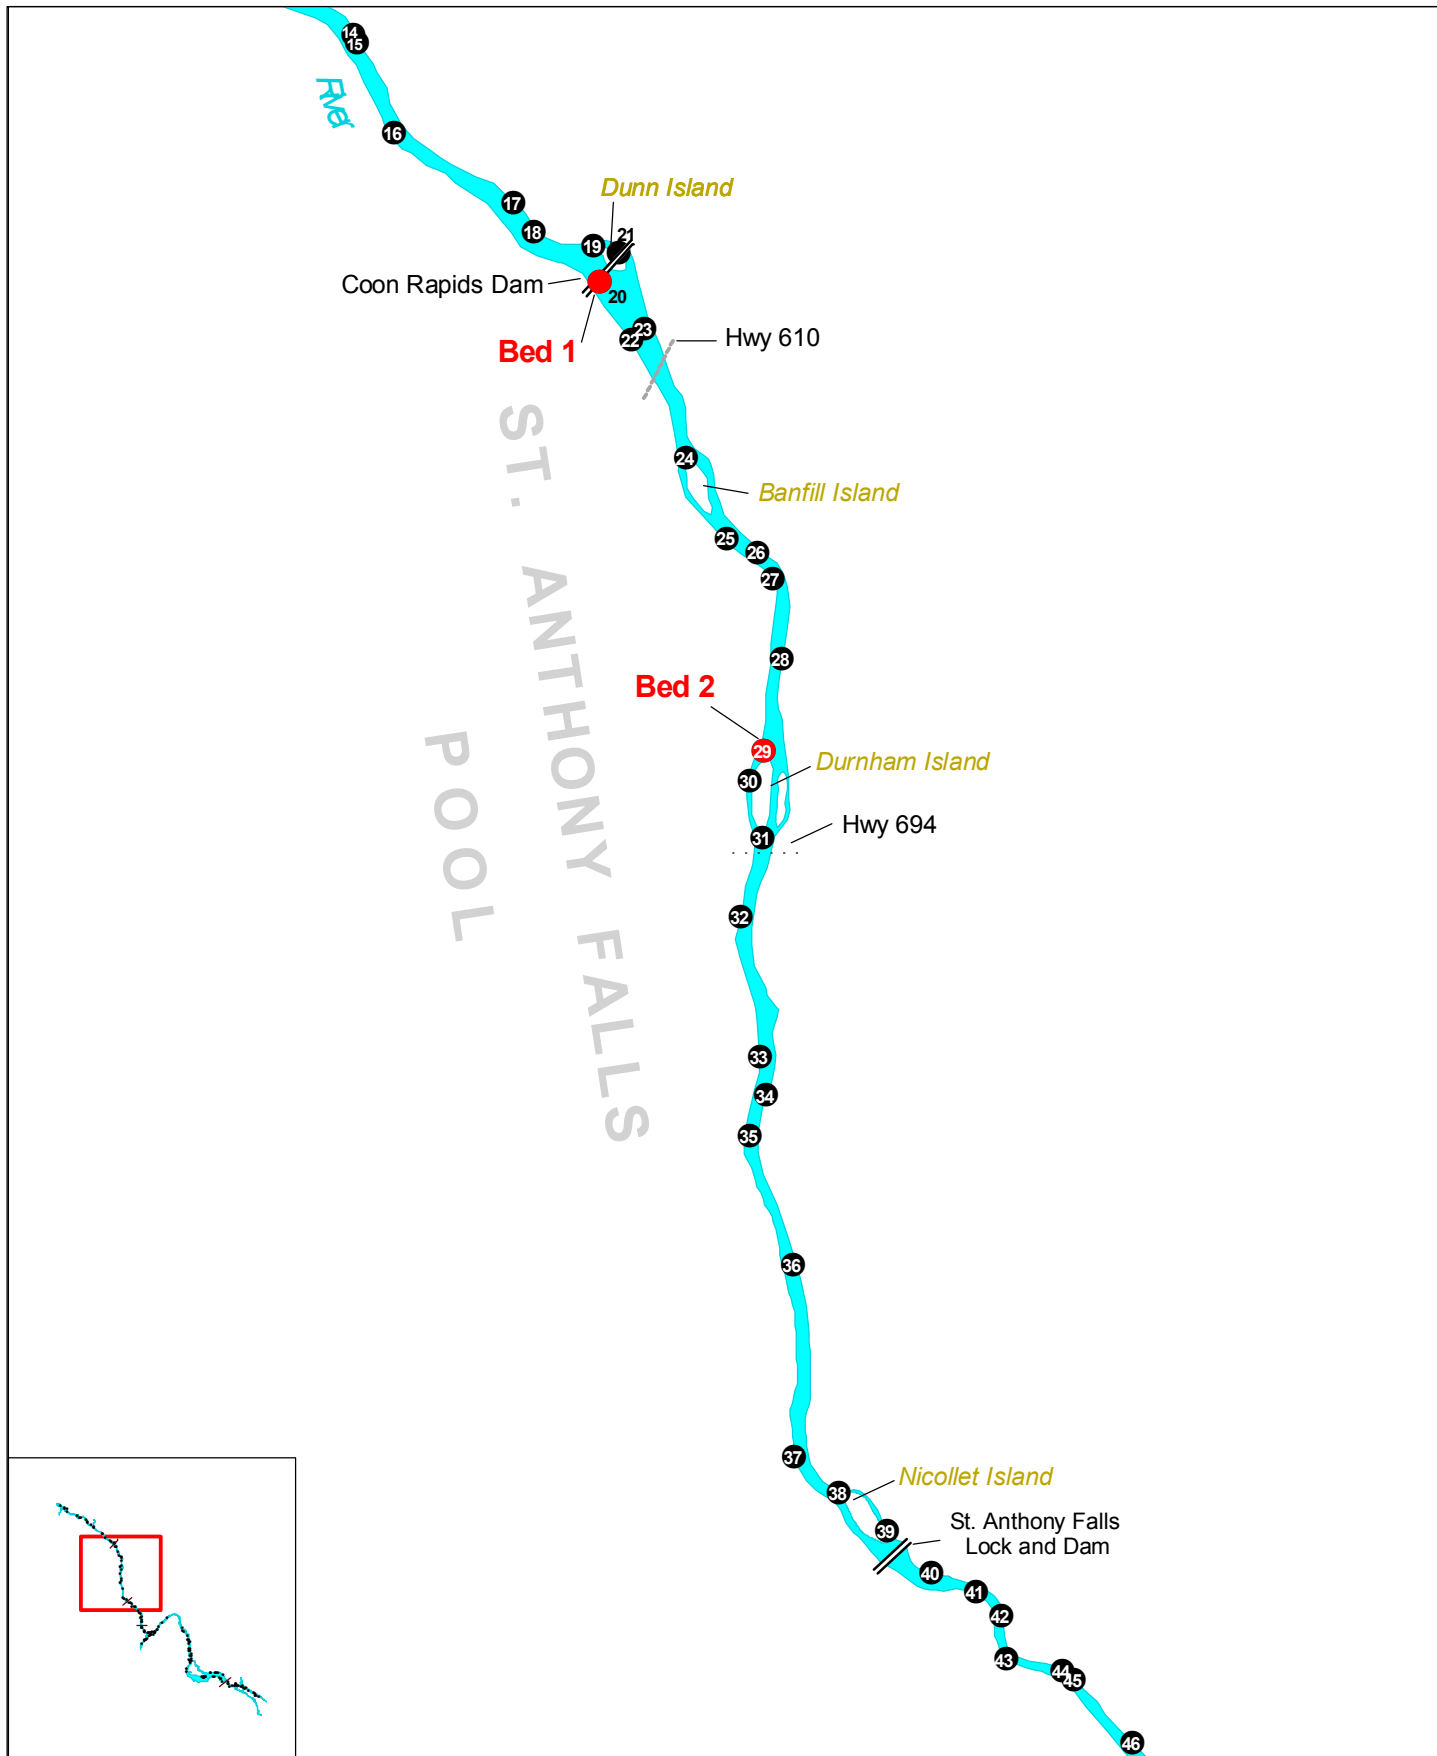 14
15
River
16
17
Dunn Island
18
19
21
Coon Rapids Dam
20
23
22
Hwy 610
Bed 1
24
Banfill Island
25
26
27
28
Bed 2
29
Durnham Island
30
Hwy 694
31
32
ST. ANTHONY FALLS
POOL
33
34
35
36
37
Nicollet Island
38
39
St. Anthony Falls
Lock and Dam
40
41
42
43
44
45
46